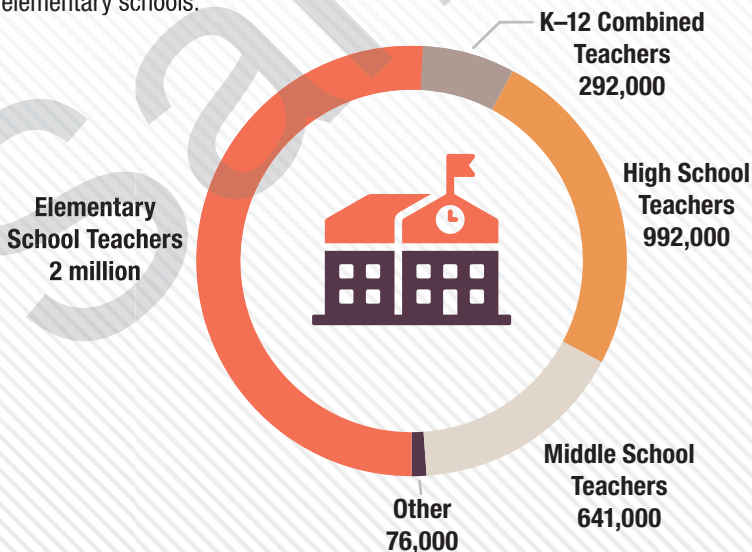 elementary schools.
K–12 Combined
Teachers
292,000
High School
Teachers
992,000
Elementary
School Teachers
2 million
Middle School
Teachers
641,000
Other
76,000